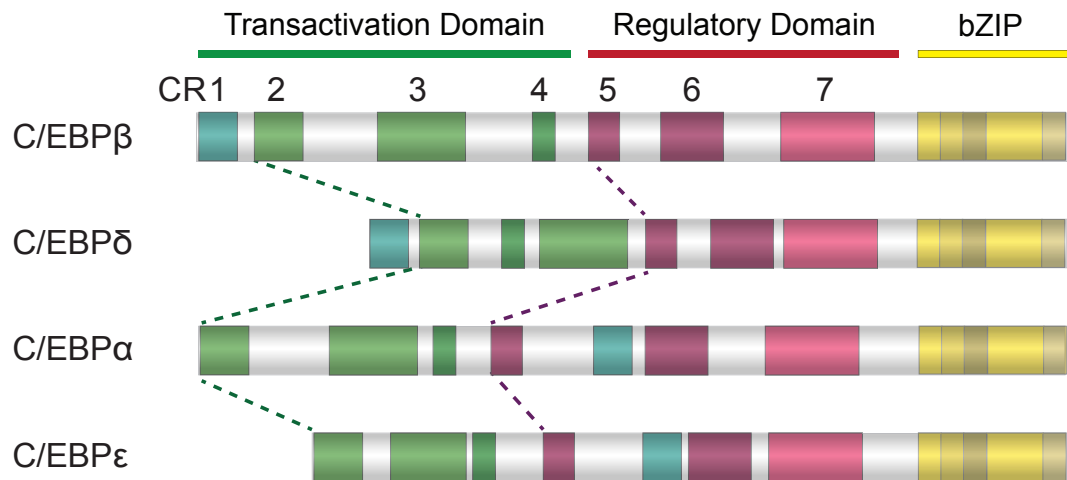 Transactivation Domain Regulatory Domain bZIP
CR1 2 3 4 5 6 7
C/EBPβ
C/EBPδ
C/EBPα
C/EBPε